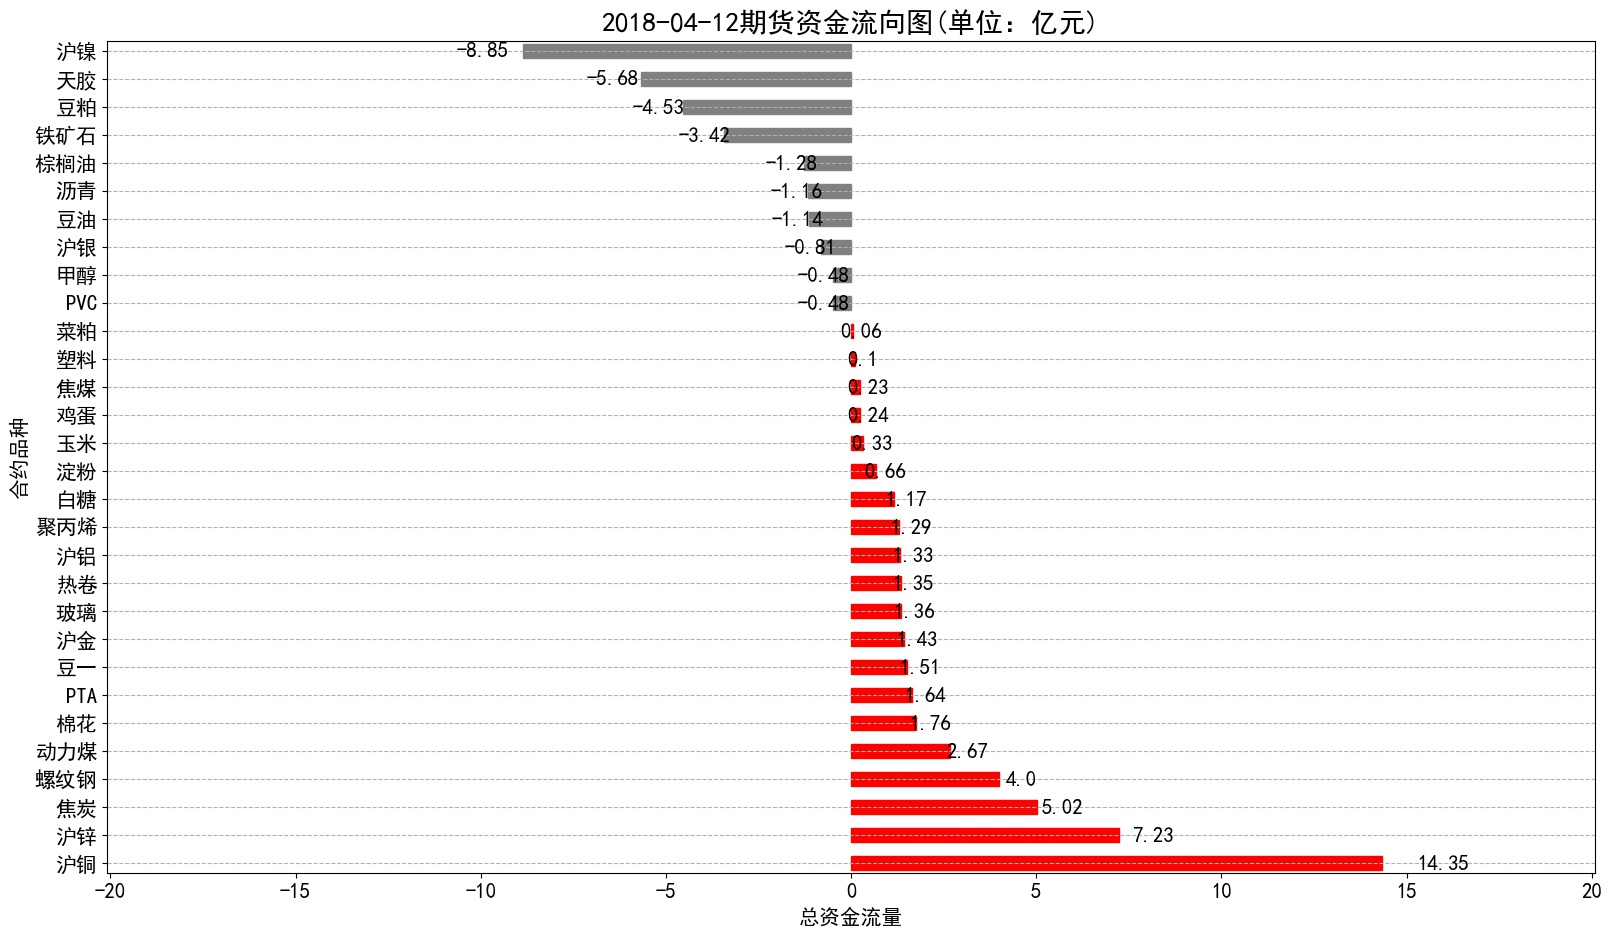 2018-04-12期货资金流向图(单位：亿元)
沪镍 -8.85
天胶 -5.68
豆粕 -4.53
铁矿石 -3.42
棕榈油 -1.28
沥青 -1.16
豆油 -1.14
沪银 -0.81
甲醇 -0.48
PVC -0.48
菜粕 0.06
塑料 0.1
焦煤 0.23
鸡蛋 0.24
玉米 0.33
淀粉 0.66
白糖 1.17
聚丙烯 1.29
沪铝 1.33
热卷 1.35
玻璃 1.36
沪金 1.43
豆一 1.51
PTA 1.64
棉花 1.76
动力煤 2.67
螺纹钢 4.0
焦炭 5.02
沪锌 7.23
沪铜 14.35
合约品种
-20 -15 -10 -5 0 5 10 15 20
总资金流量